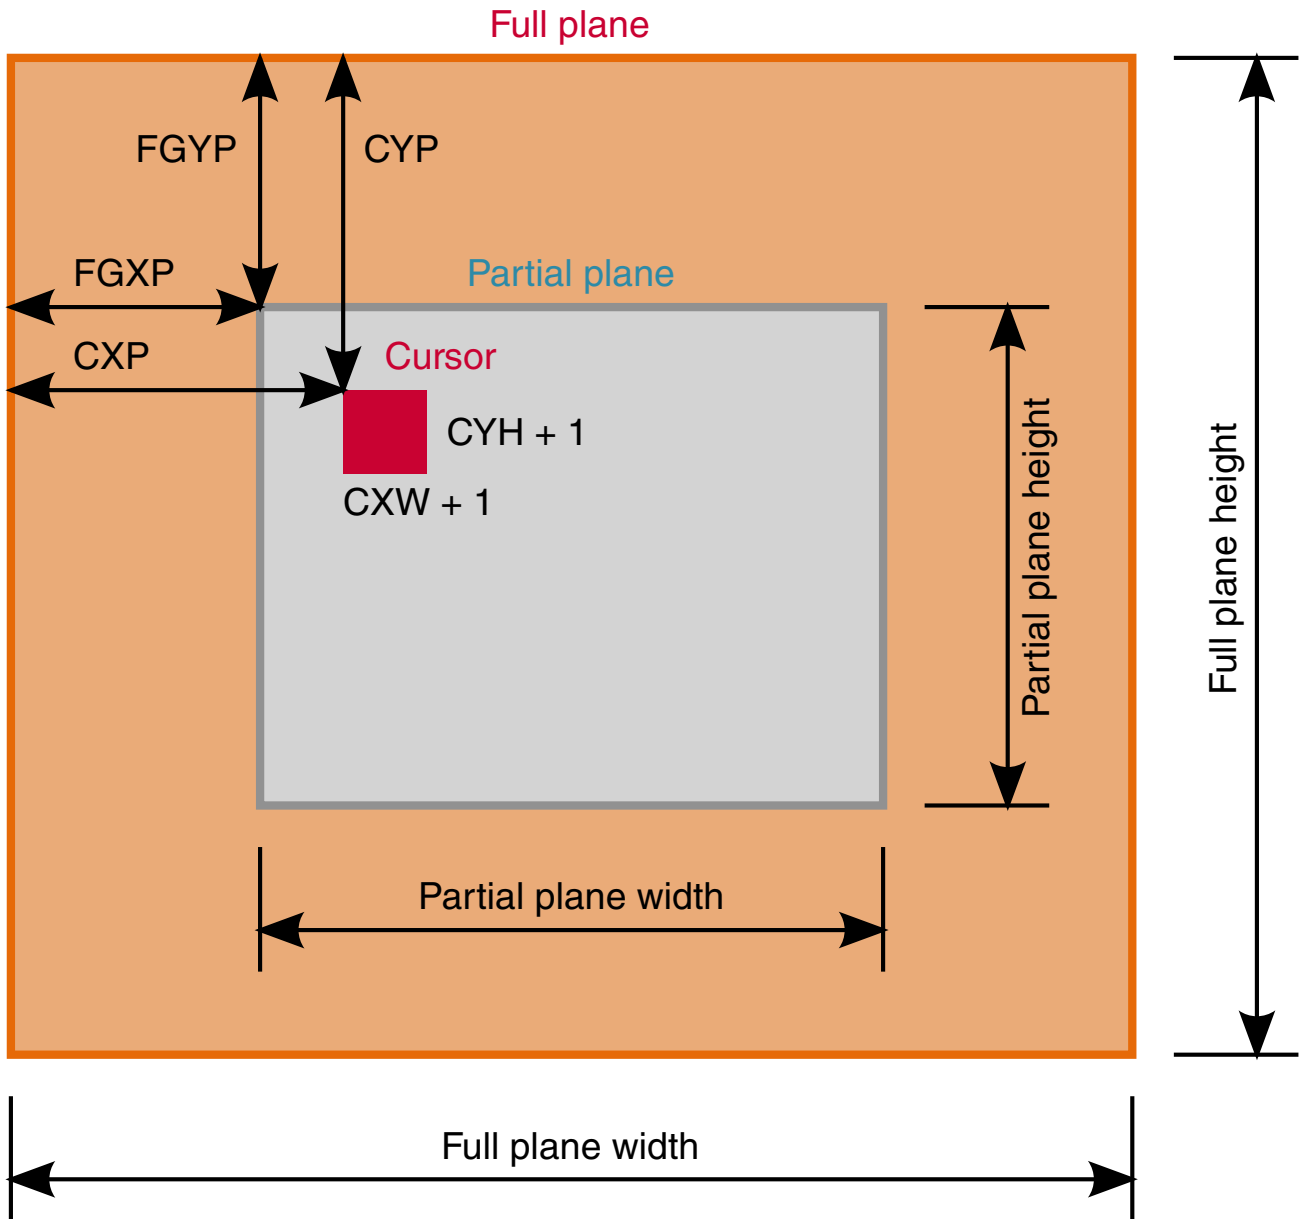 Full plane
FGYP
CYP
FGXP
Partial plane
CXP
Cursor
CYH + 1
CXW + 1
Partial plane height
Full plane height
Partial plane width
Full plane width